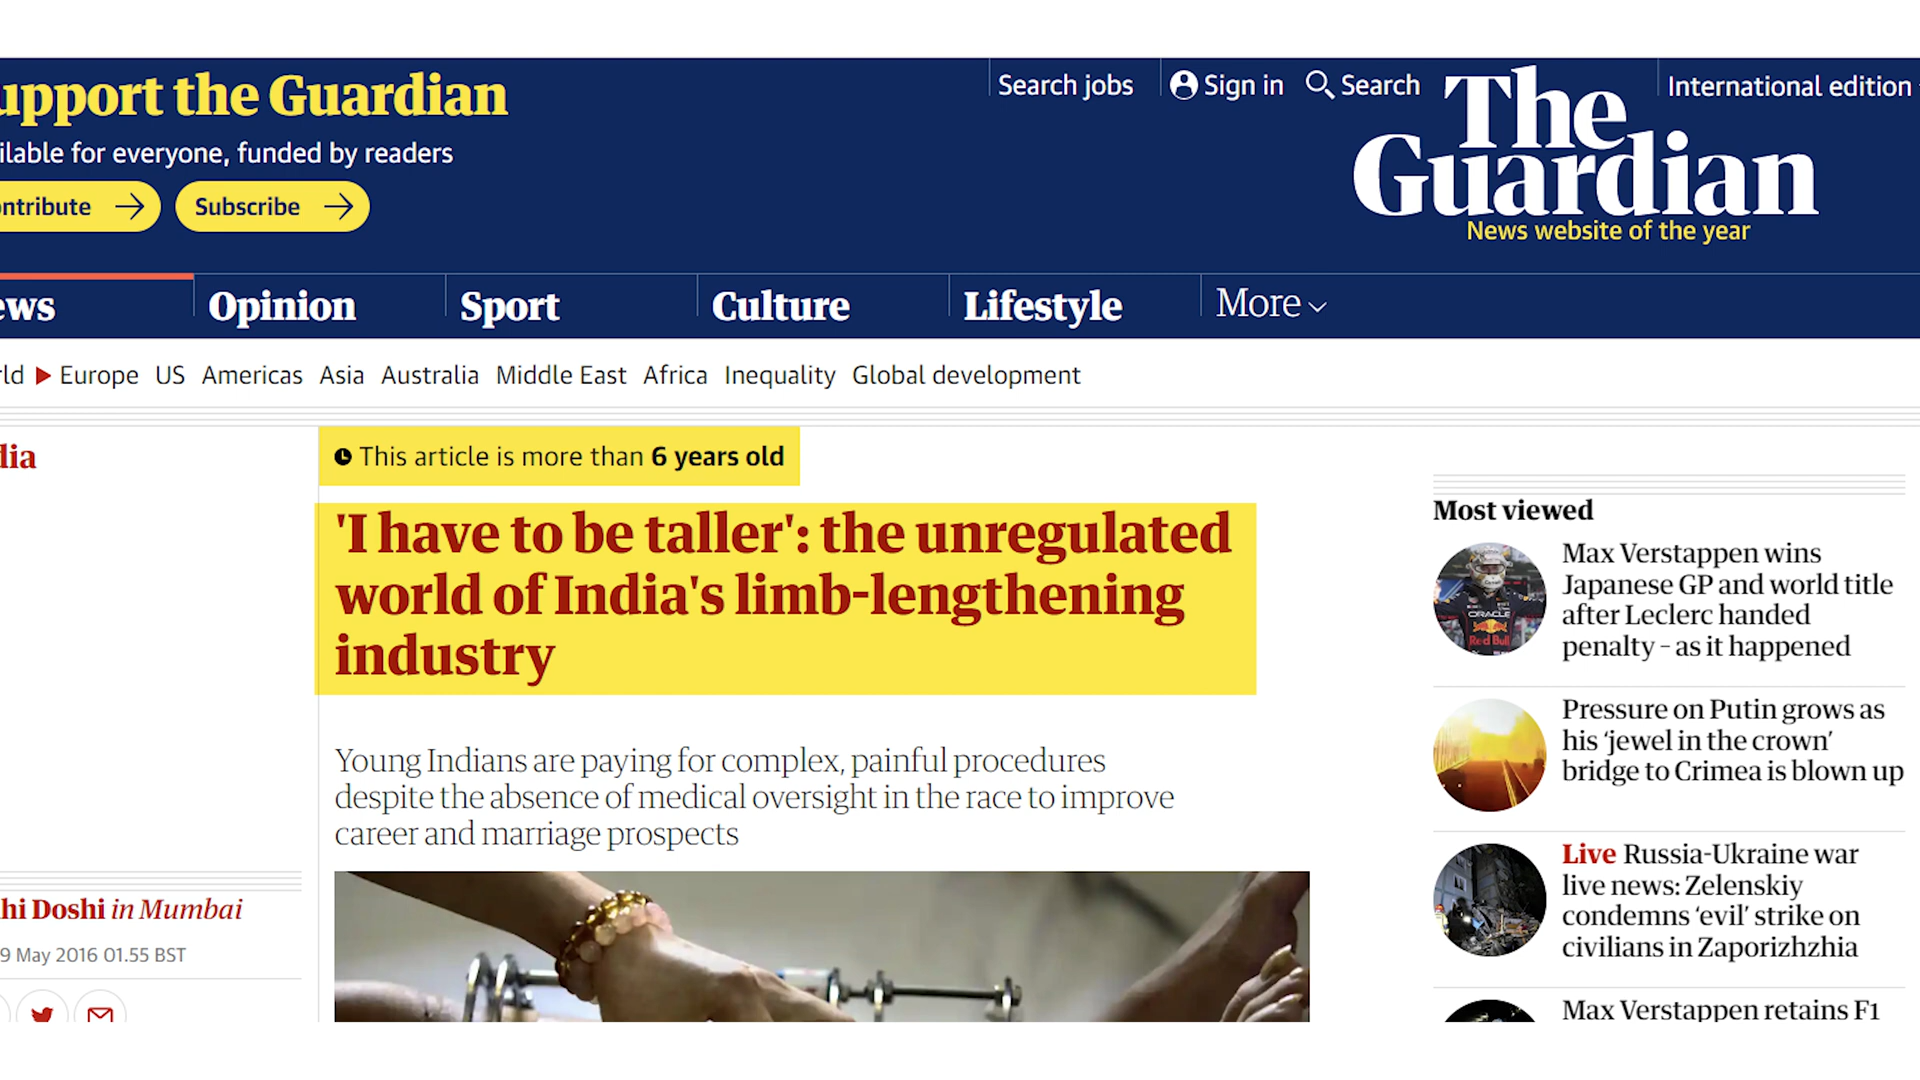 upport the Guardian
ilable for everyone, funded by readers
ontribute
Subscribe
Search jobs
Sign in
Search
International edition
The
Guardian
News website of the year
ews
Opinion
Sport
Culture
Lifestyle
More
ld
Europe
US
Americas
Asia
Australia
Middle East
Africa
Inequality
Global development
dia
This article is more than 6 years old
'I have to be taller': the unregulated
world of India's limb-lengthening
industry
Young Indians are paying for complex, painful procedures
despite the absence of medical oversight in the race to improve
career and marriage prospects
hi Doshi in Mumbai
9 May 2016 01.55 BST
Most viewed
ORACLE
Red Bull
Max Verstappen wins
Japanese GP and world title
after Leclerc handed
penalty – as it happened
Pressure on Putin grows as
his ‘jewel in the crown’
bridge to Crimea is blown up
Live Russia-Ukraine war
live news: Zelenskiy
condemns ‘evil’ strike on
civilians in Zaporizhzhia
Max Verstappen retains F1